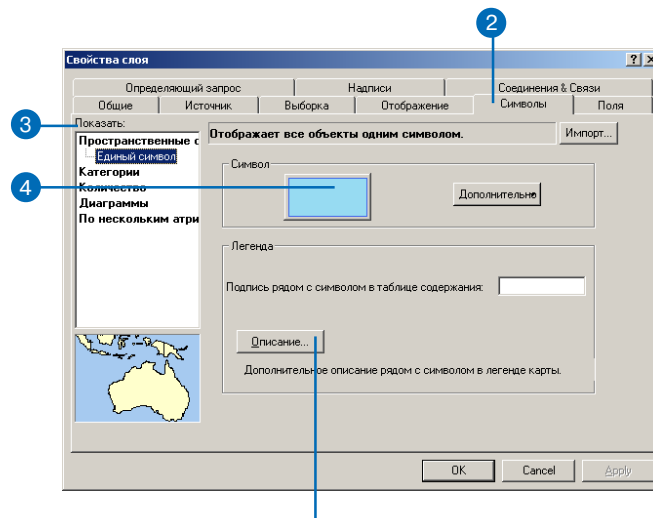 2
Свойства слоя
Определяющий запрос Надписи Соединения & Связи
Общие Источник Выборка Отображение Символы Поля
3
Показать:
Пространственные с
Единый символ
Категории
Количество
Диаграммы
По нескольким атри
Отображает все объекты одним символом.
Импорт...
4
Символ
Дополнительно
Легенда
Подпись рядом с символом в таблице содержания:
Описание...
Дополнительное описание рядом с символом в легенде карты.
OK Cancel Apply